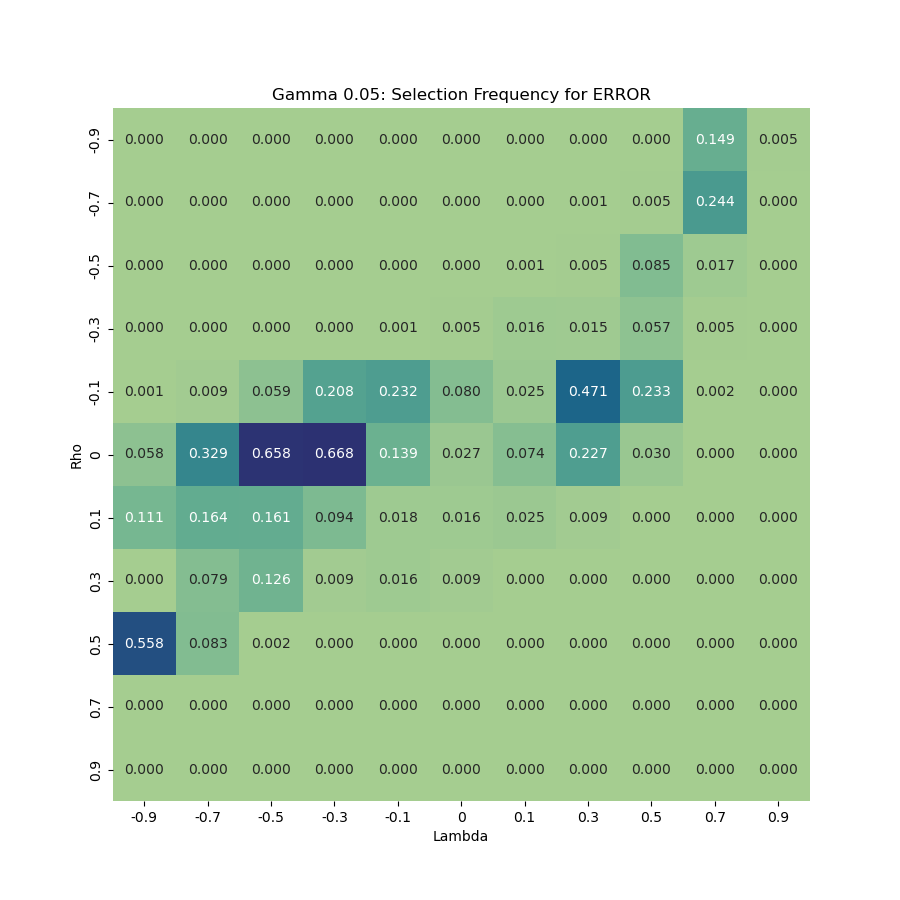 Gamma 0.05: Selection Frequency for ERROR
-0.9 0.000 0.000 0.000 0.000 0.000 0.000 0.000 0.000 0.000 0.149 0.005
-0.7 0.000 0.000 0.000 0.000 0.000 0.000 0.000 0.001 0.005 0.244 0.000
-0.5 0.000 0.000 0.000 0.000 0.000 0.000 0.001 0.005 0.085 0.017 0.000
-0.3 0.000 0.000 0.000 0.000 0.001 0.005 0.016 0.015 0.057 0.005 0.000
-0.1 0.001 0.009 0.059 0.208 0.232 0.080 0.025 0.471 0.233 0.002 0.000
Rho
0 0.058 0.329 0.658 0.668 0.139 0.027 0.074 0.227 0.030 0.000 0.000
0.1 0.111 0.164 0.161 0.094 0.018 0.016 0.025 0.009 0.000 0.000 0.000
0.3 0.000 0.079 0.126 0.009 0.016 0.009 0.000 0.000 0.000 0.000 0.000
0.5 0.558 0.083 0.002 0.000 0.000 0.000 0.000 0.000 0.000 0.000 0.000
0.7 0.000 0.000 0.000 0.000 0.000 0.000 0.000 0.000 0.000 0.000 0.000
0.9 0.000 0.000 0.000 0.000 0.000 0.000 0.000 0.000 0.000 0.000 0.000
-0.9 -0.7 -0.5 -0.3 -0.1 0 0.1 0.3 0.5 0.7 0.9
Lambda